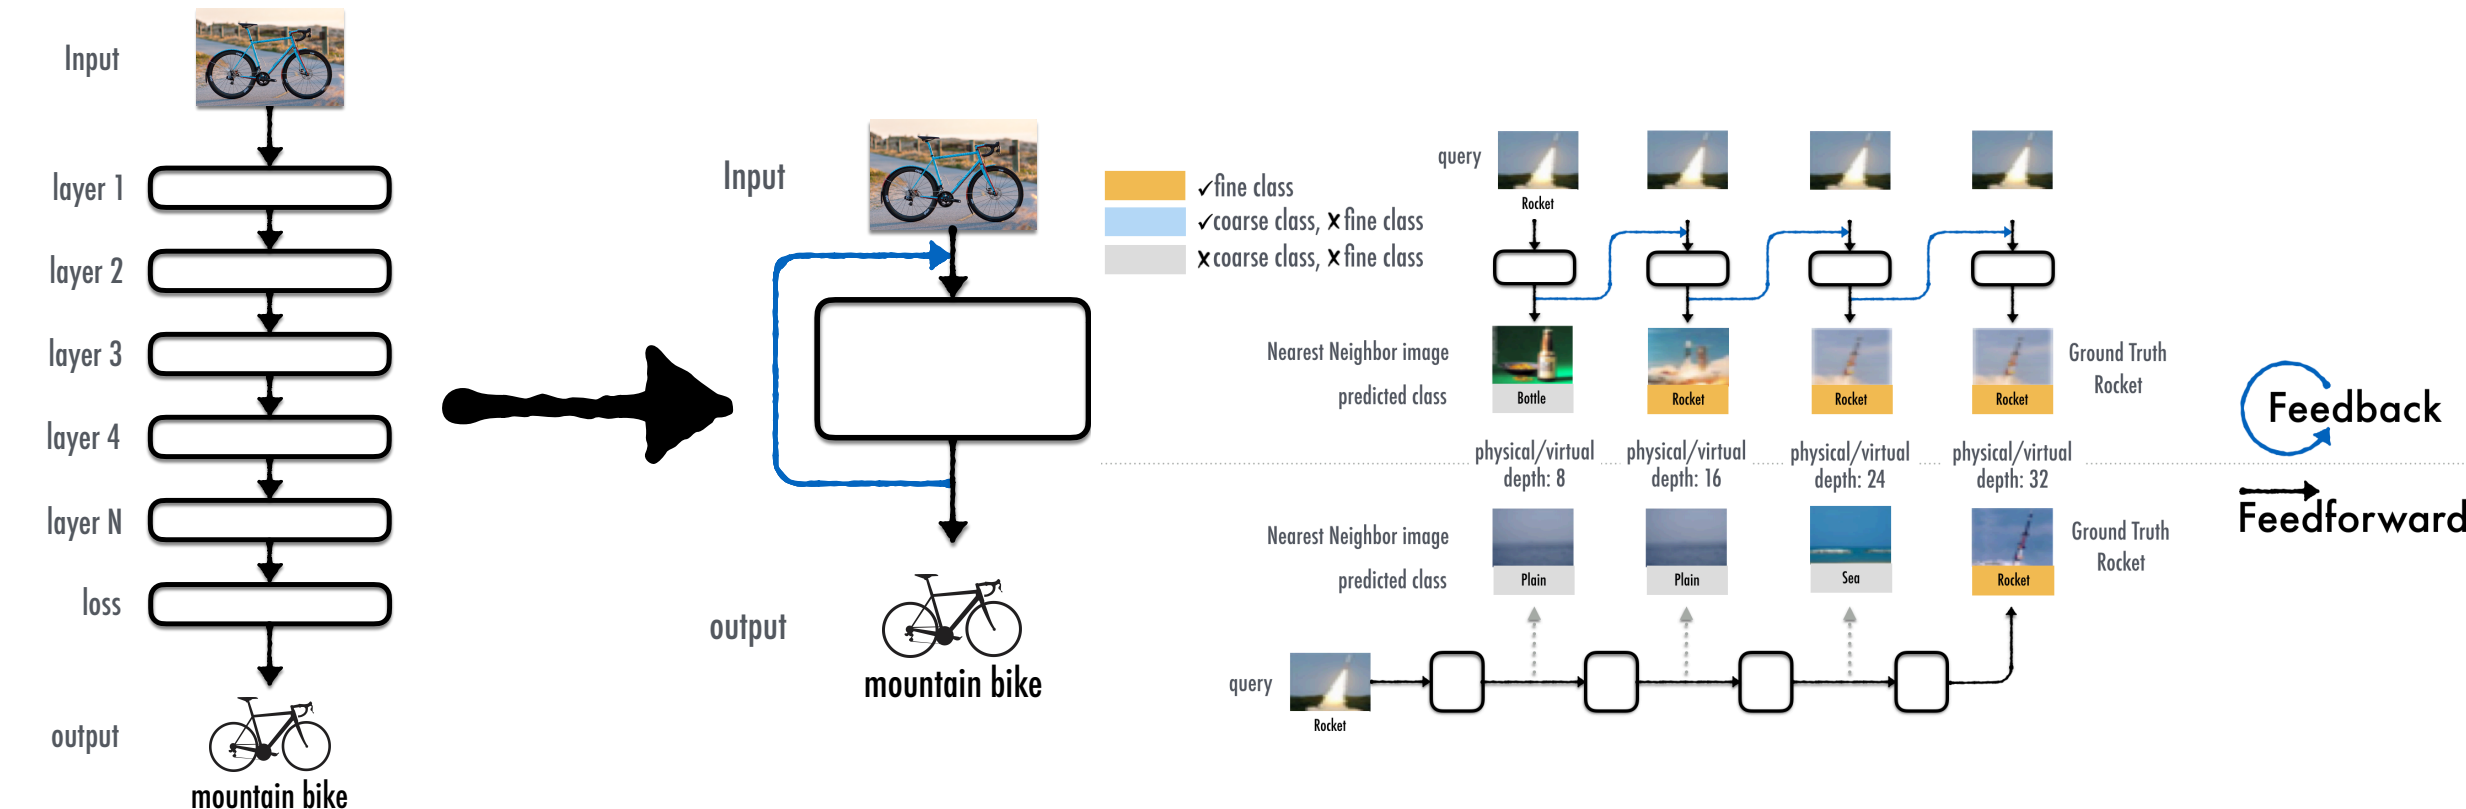 Input
layer 1
layer 2
layer 3
layer 4
layer N
loss
output
mountain bike
Input
output
mountain bike
✓fine class
✓coarse class, ✗fine class
✗coarse class, ✗fine class
query
Rocket
Nearest Neighbor image
predicted class
Bottle
Rocket
Rocket
Rocket
Ground Truth
Rocket
physical/virtual
depth: 8
physical/virtual
depth: 16
physical/virtual
depth: 24
physical/virtual
depth: 32
Feedback
Feedforward
Nearest Neighbor image
predicted class
Plain
Plain
Sea
Rocket
Ground Truth
Rocket
query
Rocket